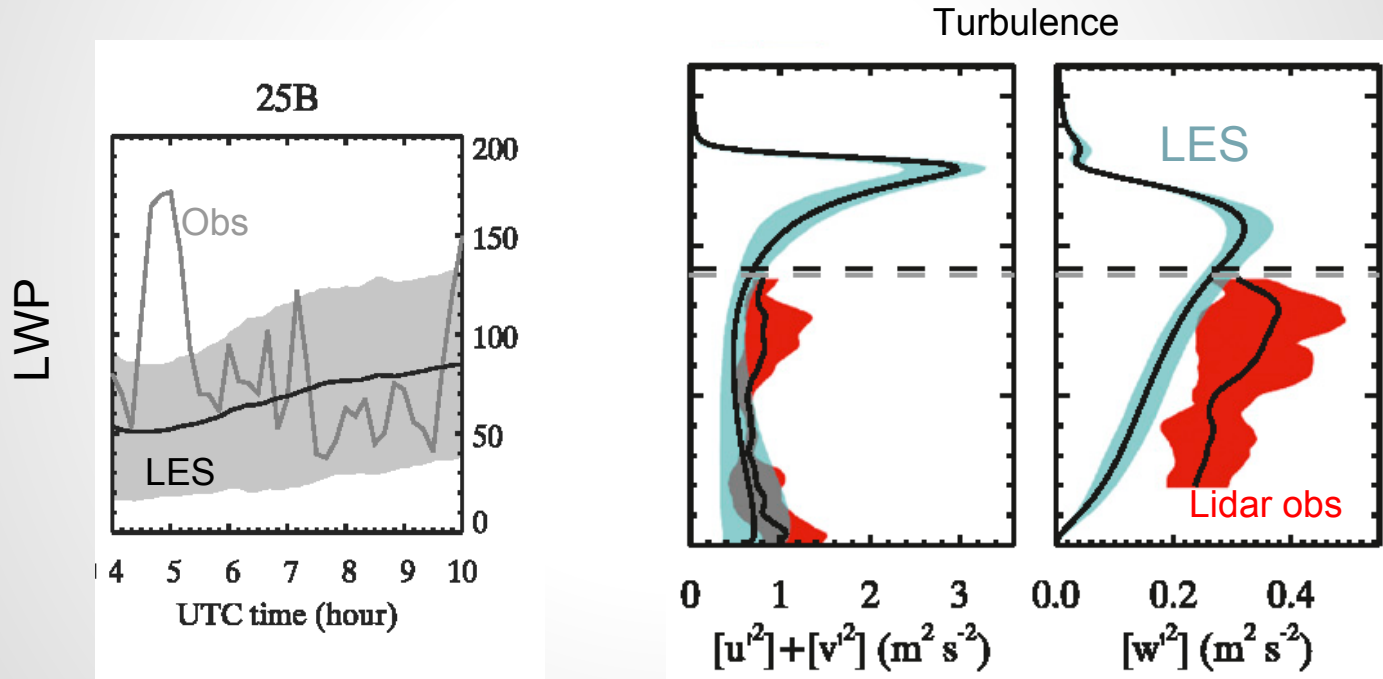 Turbulence
25B
LWP
200
150
100
50
0
Obs
LES
4 5 6 7 8 9 10
UTC time (hour)
LES
Lidar obs
0 1 2 3
[u'²]+[v'²] (m² s⁻²)
0.0 0.2 0.4
[w'²] (m² s⁻²)